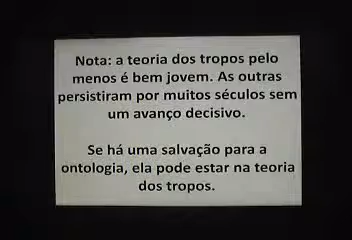 Nota: a teoria dos tropos pelo
menos é bem jovem. As outras
persistiram por muitos séculos sem
um avanço decisivo.
Se há uma salvação para a
ontologia, ela pode estar na teoria
dos tropos.